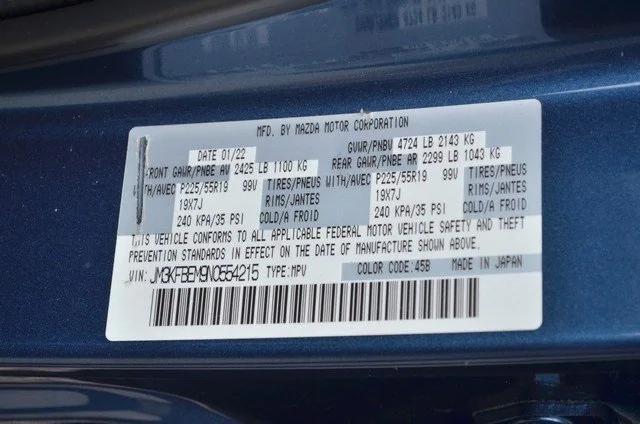 MFD. BY MAZDA MOTOR CORPORATION
DATE 01/22 GVWR/PNBV 4724 LB 2143 KG
FRONT GAWR/PNBE AV 2425 LB 1100 KG REAR GAWR/PNBE AR 2299 LB 1043 KG
WITH/AVEC P225/55R19 99V TIRES/PNEUS WITH/AVEC P225/55R19 99V TIRES/PNEUS
19X7J RIMS/JANTES 19X7J RIMS/JANTES
240 KPA/35 PSI COLD/A FROID 240 KPA/35 PSI COLD/A FROID
THIS VEHICLE CONFORMS TO ALL APPLICABLE FEDERAL MOTOR VEHICLE SAFETY AND THEFT
PREVENTION STANDARDS IN EFFECT ON THE DATE OF MANUFACTURE SHOWN ABOVE.
VIN: JM3KFBEM9N0554215 TYPE: MPV COLOR CODE: 45B MADE IN JAPAN